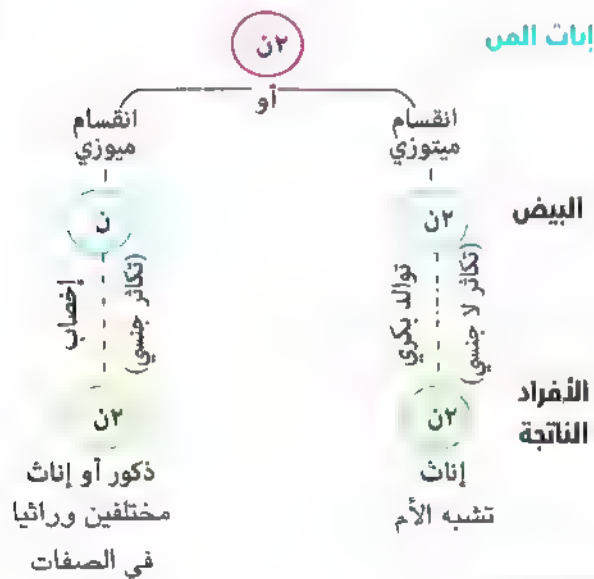 إناث المن
٢ن
أو
انقسام
ميتوزي
انقسام
ميوزي
البيض
٢ن
ن
توالد بكري
(تكاثر لا جنسي)
إخصاب
(تكاثر جنسي)
الأفراد
الناتجة
٢ن
٢ن
إناث
تشبه الأم
ذكور أو إناث
مختلفين وراثيا
في الصفات